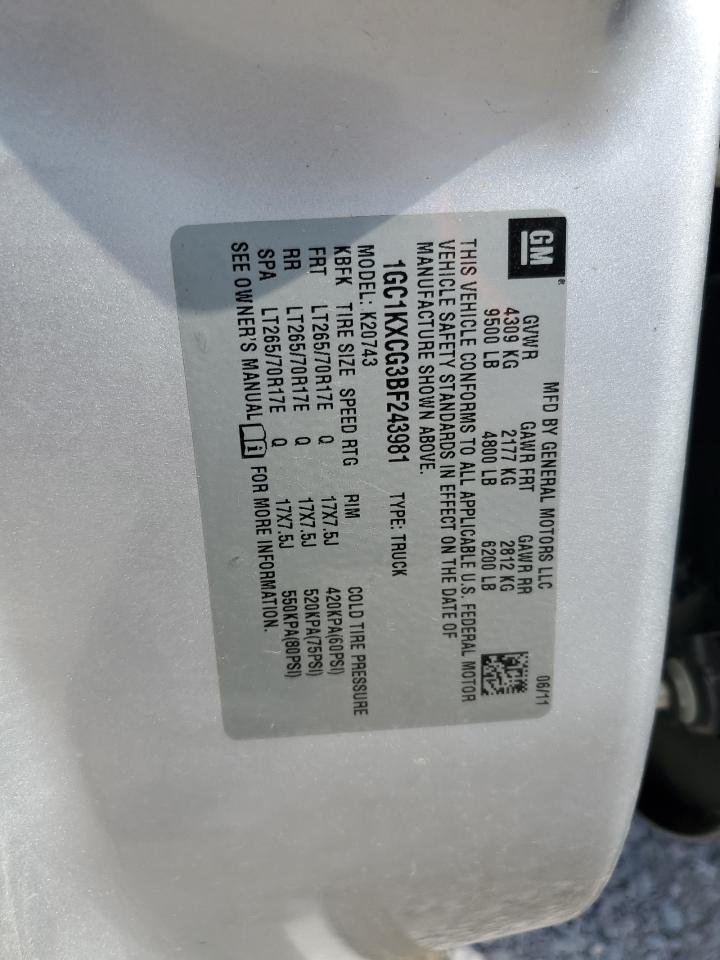 GM®
MFD BY GENERAL MOTORS LLC 06/11
GVWR GAWR FRT GAWR RR
4309 KG 2177 KG 2812 KG
9500 LB 4800 LB 6200 LB
THIS VEHICLE CONFORMS TO ALL APPLICABLE U.S. FEDERAL MOTOR
VEHICLE SAFETY STANDARDS IN EFFECT ON THE DATE OF
MANUFACTURE SHOWN ABOVE.
1GC1KXCG3BF243981 TYPE: TRUCK
MODEL: K20743
KBFK TIRE SIZE SPEED RTG RIM COLD TIRE PRESSURE
FRT LT265/70R17E Q 17X7.5J 420KPA(60PSI)
RR LT265/70R17E Q 17X7.5J 520KPA(75PSI)
SPA LT265/70R17E Q 17X7.5J 550KPA(80PSI)
SEE OWNER'S MANUAL i FOR MORE INFORMATION.